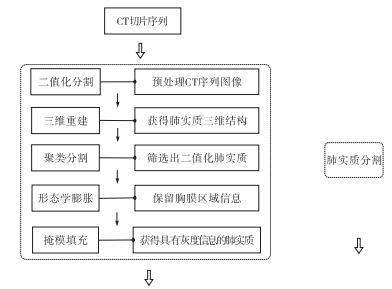 CT切片序列
二值化分割
预处理CT序列图像
三维重建
获得肺实质三维结构
聚类分割
筛选出二值化肺实质
肺实质分割
形态学膨胀
保留胸膜区域信息
掩模填充
获得具有灰度信息的肺实质